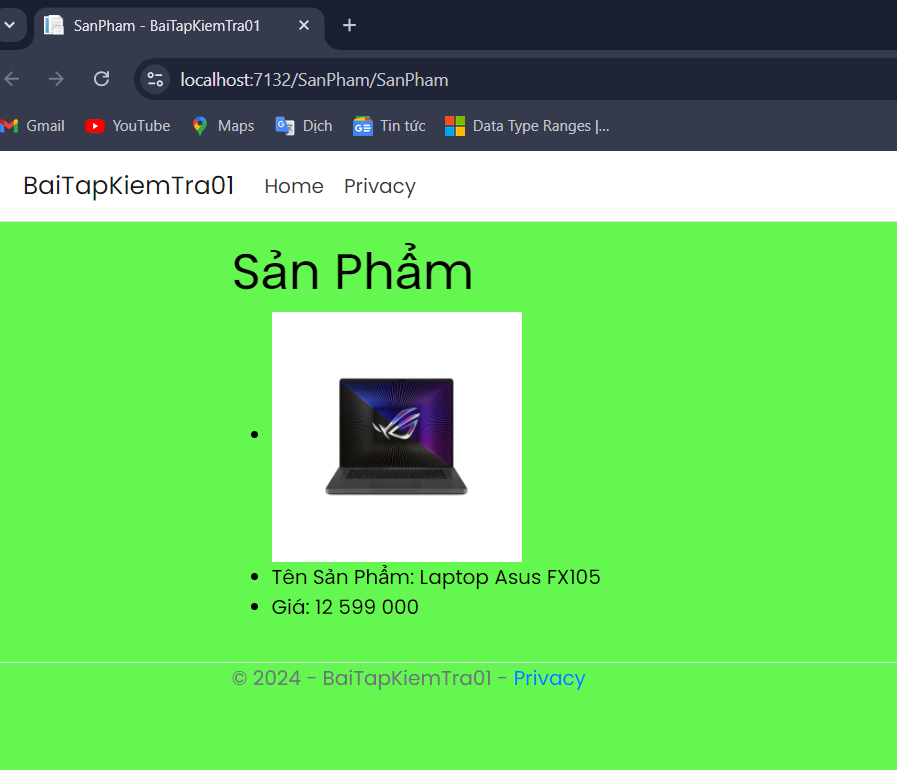 SanPham - BaiTapKiemTra01
localhost:7132/SanPham/SanPham
Gmail YouTube Maps Dịch Tin tức Data Type Ranges |...
BaiTapKiemTra01 Home Privacy
Sản Phẩm
Tên Sản Phẩm: Laptop Asus FX105
Giá: 12 599 000
© 2024 - BaiTapKiemTra01 - Privacy